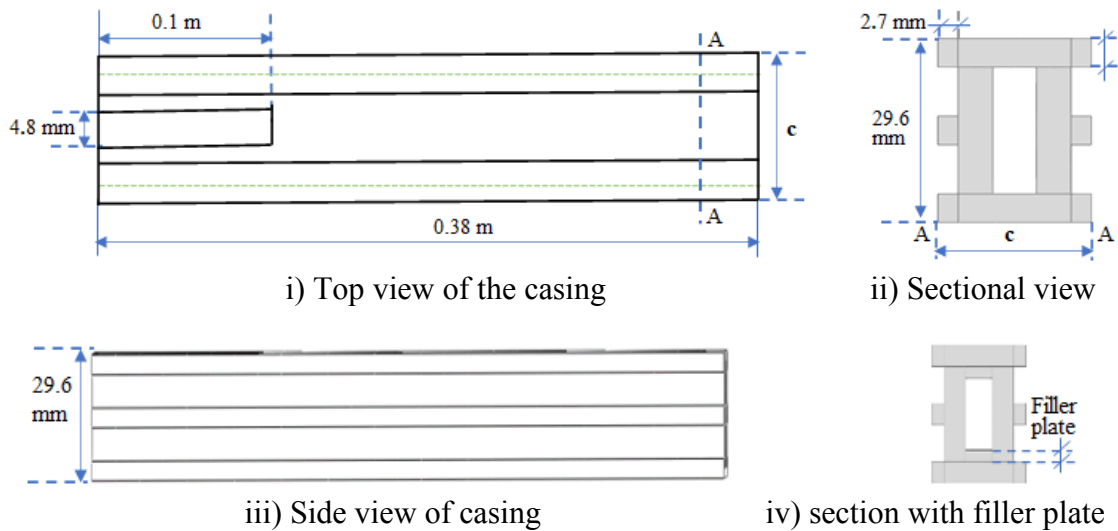 0.1 m
A
4.8 mm
c
A
0.38 m
i) Top view of the casing
2.7 mm
29.6
mm
A
c
A
ii) Sectional view
29.6
mm
iii) Side view of casing
Filler
plate
iv) section with filler plate